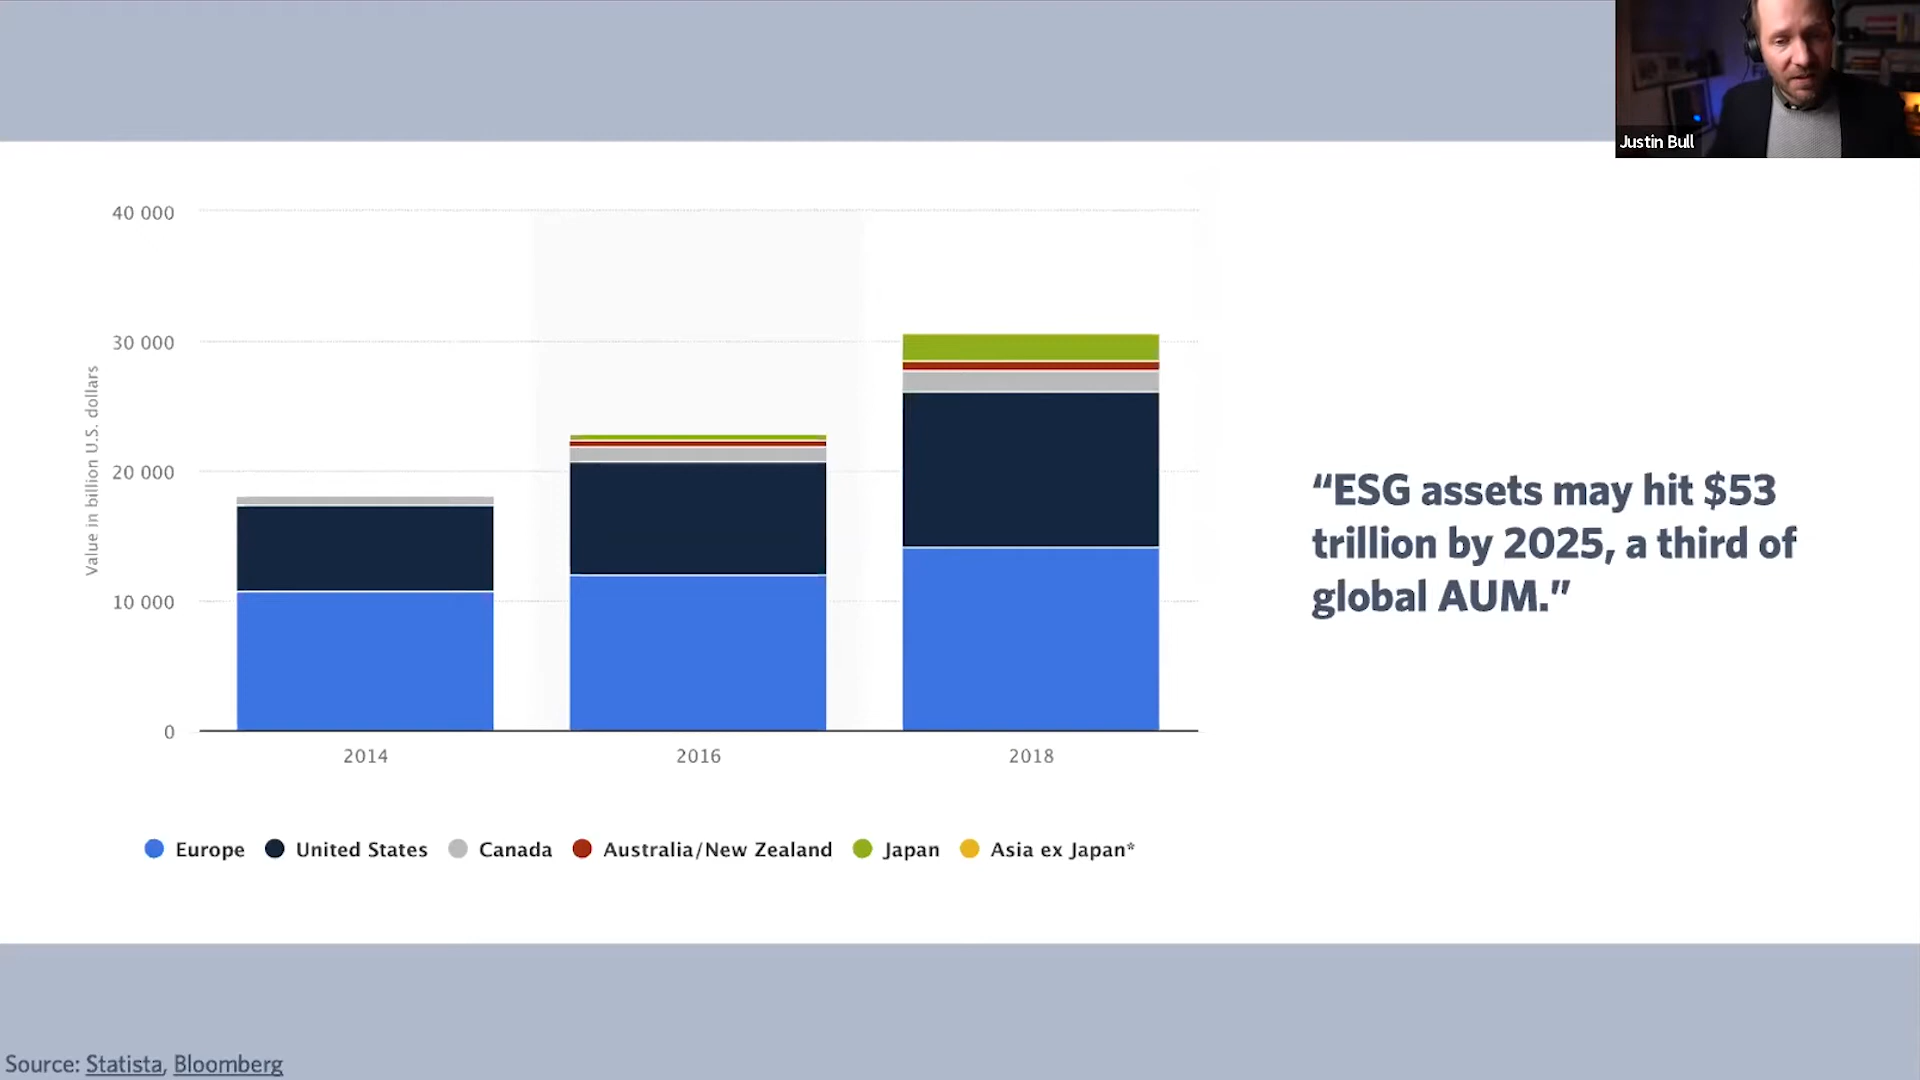 Justin Bull
40 000
30 000
20 000
10 000
0
Value in billion U.S. dollars
2014
2016
2018
Europe
United States
Canada
Australia/New Zealand
Japan
Asia ex Japan*
“ESG assets may hit $53
trillion by 2025, a third of
global AUM.”
Source: Statista, Bloomberg